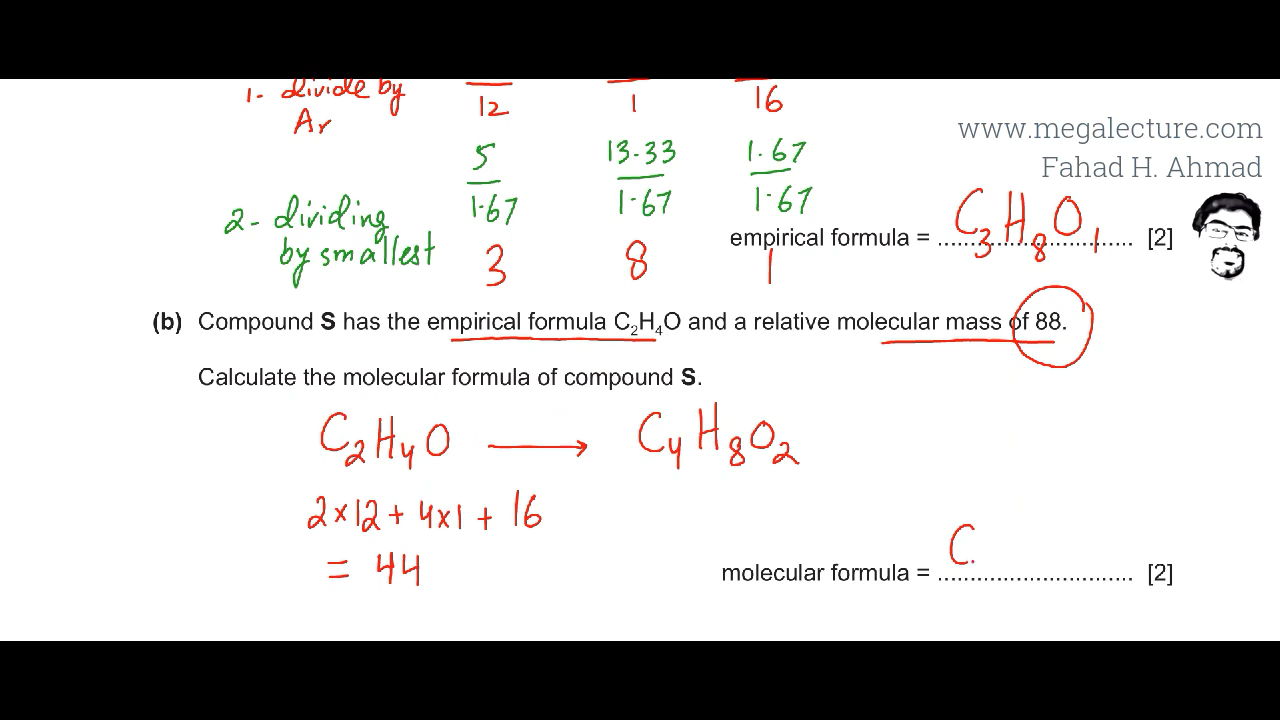 1- divide by
Ar
12 1 16
www.megalecture.com
Fahad H. Ahmad
5 13.33 1.67
1.67 1.67 1.67
2- dividing
by smallest
3 8 1
empirical formula = ................................ [2]
C3H8O1
(b) Compound S has the empirical formula C₂H₄O and a relative molecular mass of 88.
Calculate the molecular formula of compound S.
C2H4O → C4H8O2
2×12 + 4×1 + 16
= 44
C
molecular formula = .............................. [2]